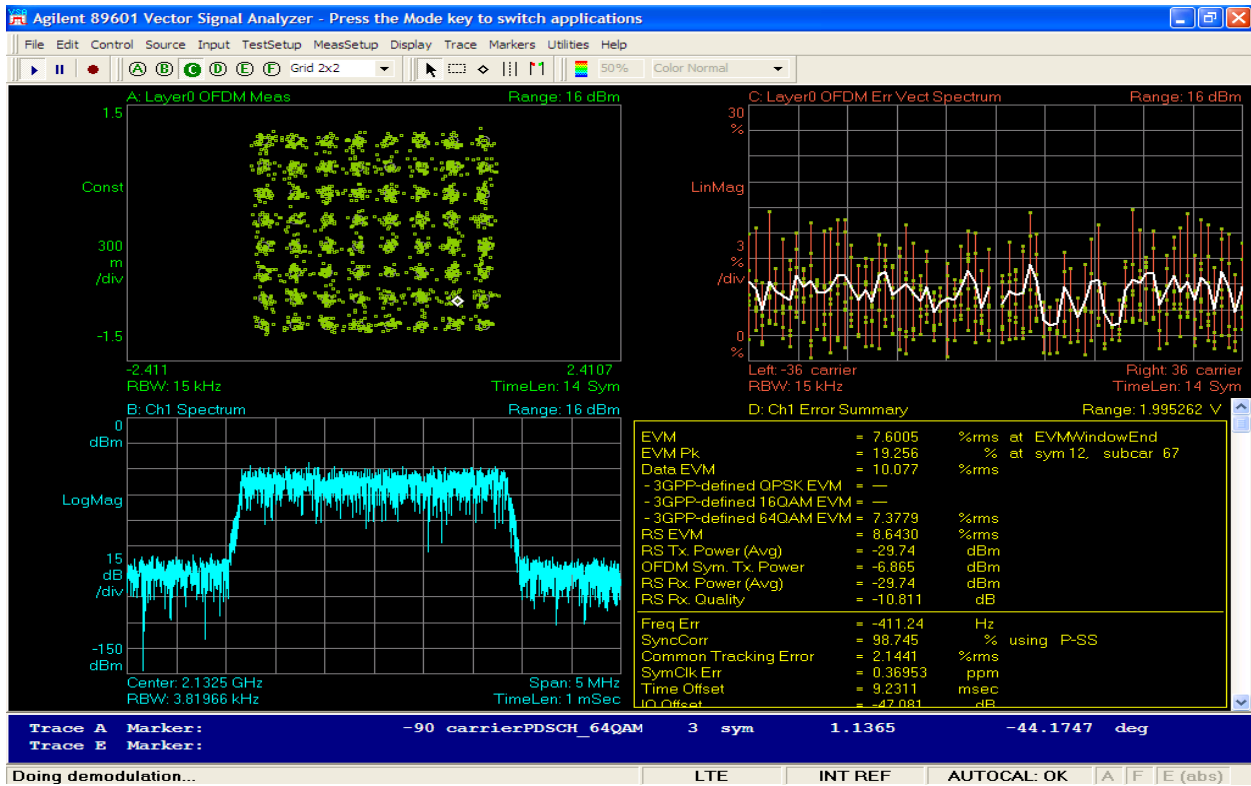 Agilent 89601 Vector Signal Analyzer - Press the Mode key to switch applications
File Edit Control Source Input TestSetup MeasSetup Display Trace Markers Utilities Help
A B C D E F Grid 2x2 50% Color Normal
A: Layer0 OFDM Meas Range: 16 dBm
1.5
Const
300
m
/div
-1.5
-2.411 2.4107
RBW: 15 kHz TimeLen: 14 Sym
C: Layer0 OFDM Err Vect Spectrum Range: 16 dBm
30
%
LinMag
3
%
/div
0
%
Left: -36 carrier Right: 36 carrier
RBW: 15 kHz TimeLen: 14 Sym
B: Ch1 Spectrum Range: 16 dBm
0
dBm
LogMag
15
dB
/div
-150
dBm
Center: 2.1325 GHz Span: 5 MHz
RBW: 3.81966 kHz TimeLen: 1 mSec
D: Ch1 Error Summary Range: 1.995262 V
EVM = 7.6005 %rms at EVMWindowEnd
EVM Pk = 19.256 % at sym 12, subcar 67
Data EVM = 10.077 %rms
- 3GPP-defined QPSK EVM = —
- 3GPP-defined 16QAM EVM = —
- 3GPP-defined 64QAM EVM = 7.3779 %rms
RS EVM = 8.6430 %rms
RS Tx. Power (Avg) = -29.74 dBm
OFDM Sym. Tx. Power = -6.865 dBm
RS Rx. Power (Avg) = -29.74 dBm
RS Rx. Quality = -10.811 dB
Freq Err = -411.24 Hz
SyncCorr = 98.745 % using P-SS
Common Tracking Error = 2.1441 %rms
SymClk Err = 0.36953 ppm
Time Offset = 9.2311 msec
IQ Offset = -47.081 dB
Trace A Marker: -90 carrierPDSCH_64QAM 3 sym 1.1365 -44.1747 deg
Trace E Marker:
Doing demodulation... LTE INT REF AUTOCAL: OK A F E (abs)